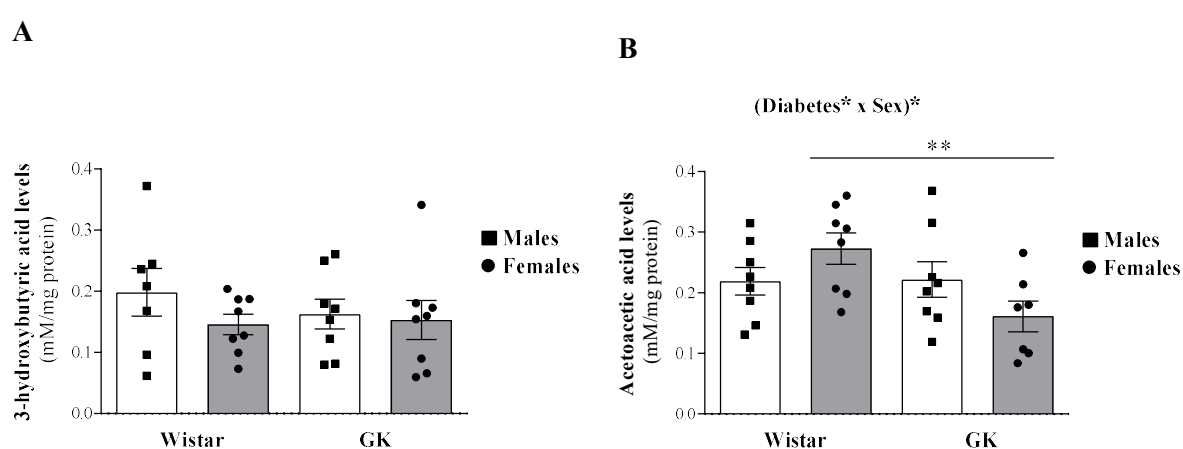 A
3-hydroxybutyric acid levels
(mM/mg protein)
0.4
0.3
0.2
0.1
0.0
Wistar
GK
Males
Females
B
(Diabetes* x Sex)*
**
Acetoacetic acid levels
(mM/mg protein)
0.4
0.3
0.2
0.1
0.0
Wistar
GK
Males
Females